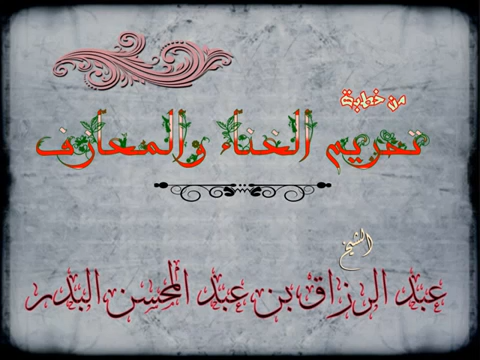 من خطبة
تحريم الغناء والمعازف
الشيخ
عبد الرزاق بن عبد المحسن البدر